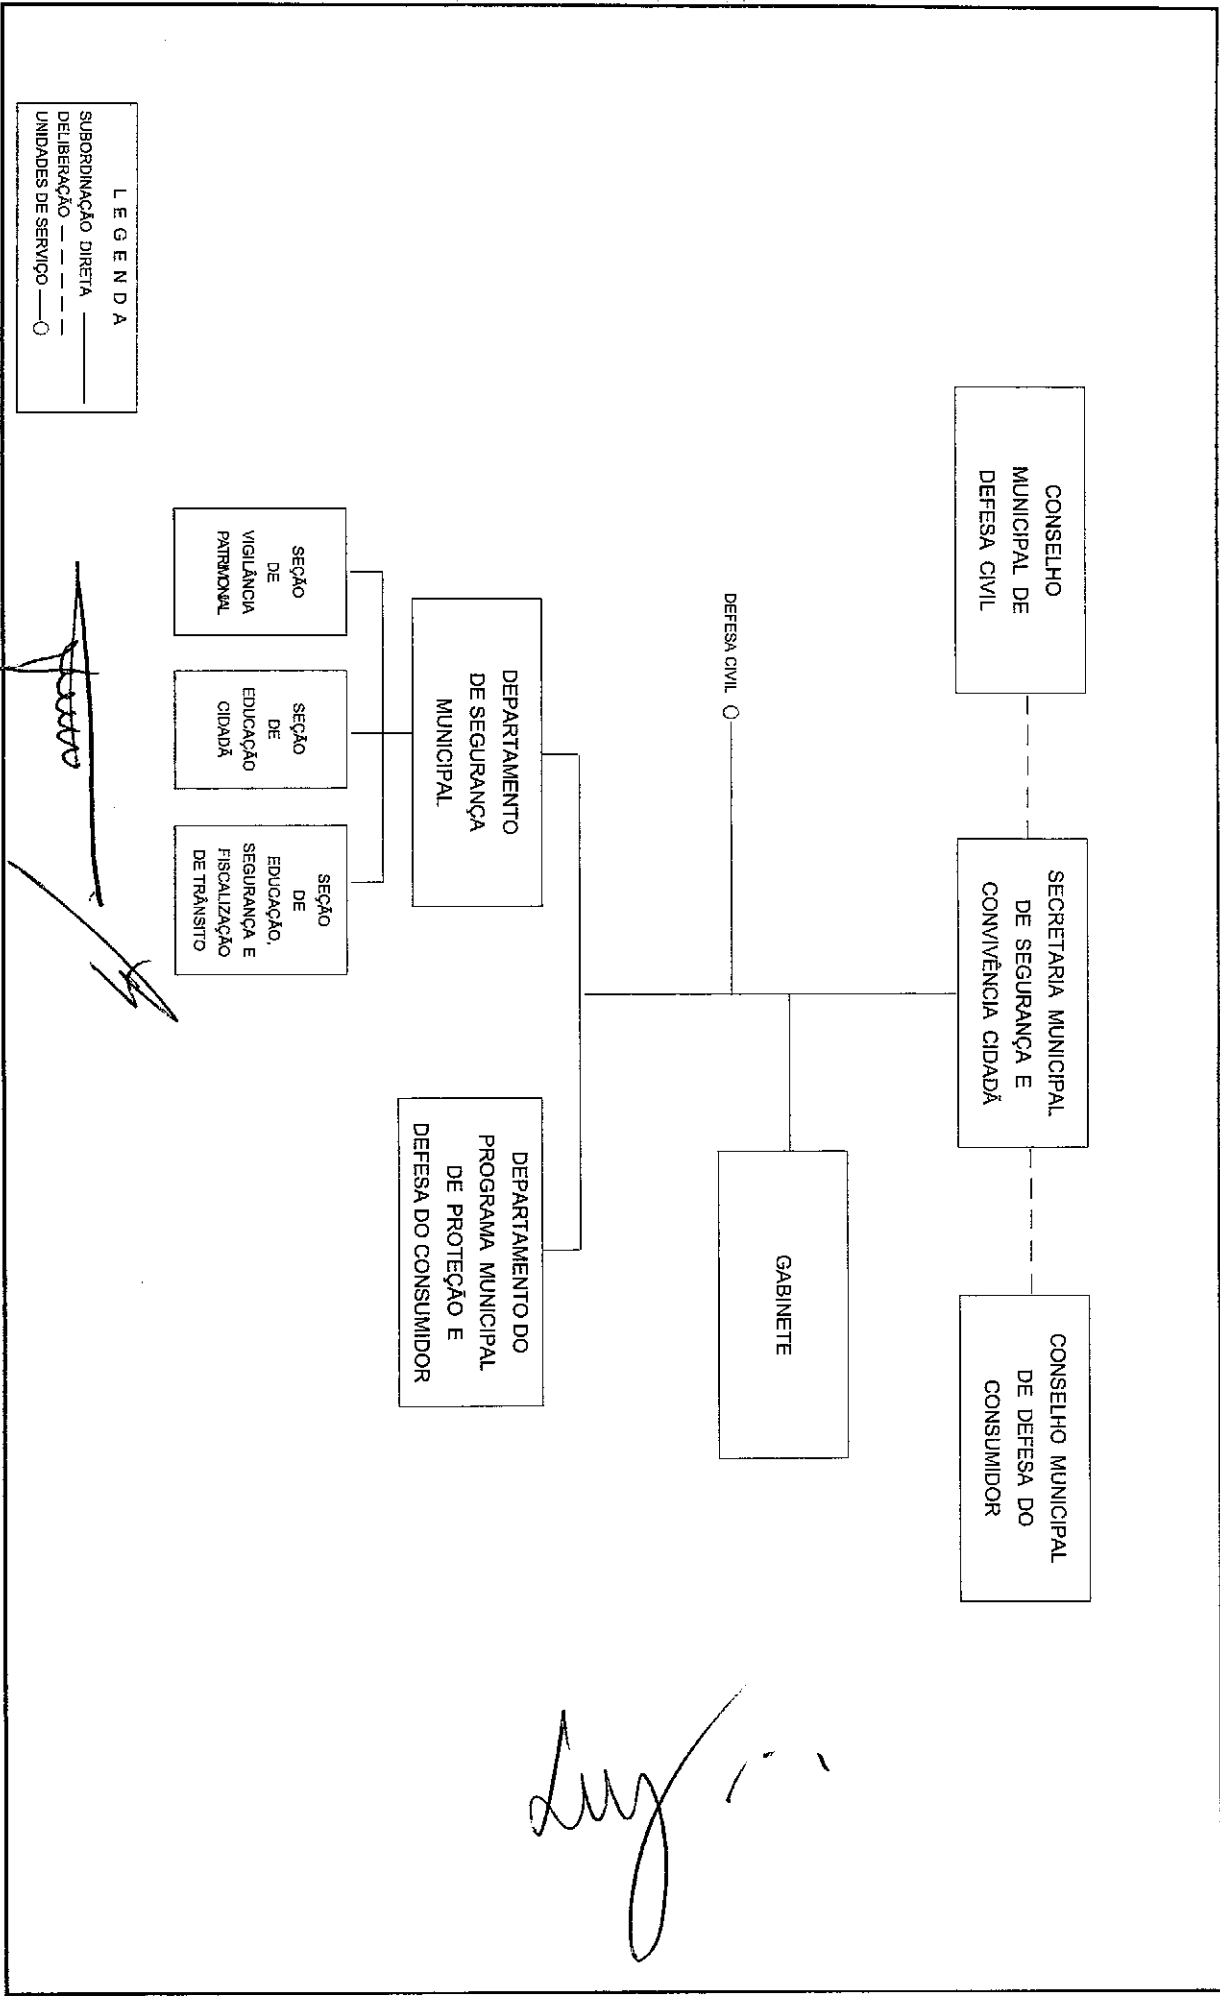 CONSELHO
MUNICIPAL DE
DEFESA CIVIL
SECRETARIA MUNICIPAL
DE SEGURANÇA E
CONVIVÊNCIA CIDADÃ
CONSELHO MUNICIPAL
DE DEFESA DO
CONSUMIDOR
GABINETE
DEFESA CIVIL
DEPARTAMENTO
DE SEGURANÇA
MUNICIPAL
DEPARTAMENTO DO
PROGRAMA MUNICIPAL
DE PROTEÇÃO E
DEFESA DO CONSUMIDOR
SEÇÃO
DE
VIGILÂNCIA
PATRIMONIAL
SEÇÃO
DE
EDUCAÇÃO
CIDADÃ
SEÇÃO
DE
EDUCAÇÃO,
SEGURANÇA E
FISCALIZAÇÃO
DE TRÂNSITO
LEGENDA
SUBORDINAÇÃO DIRETA
DELIBERAÇÃO
UNIDADES DE SERVIÇO